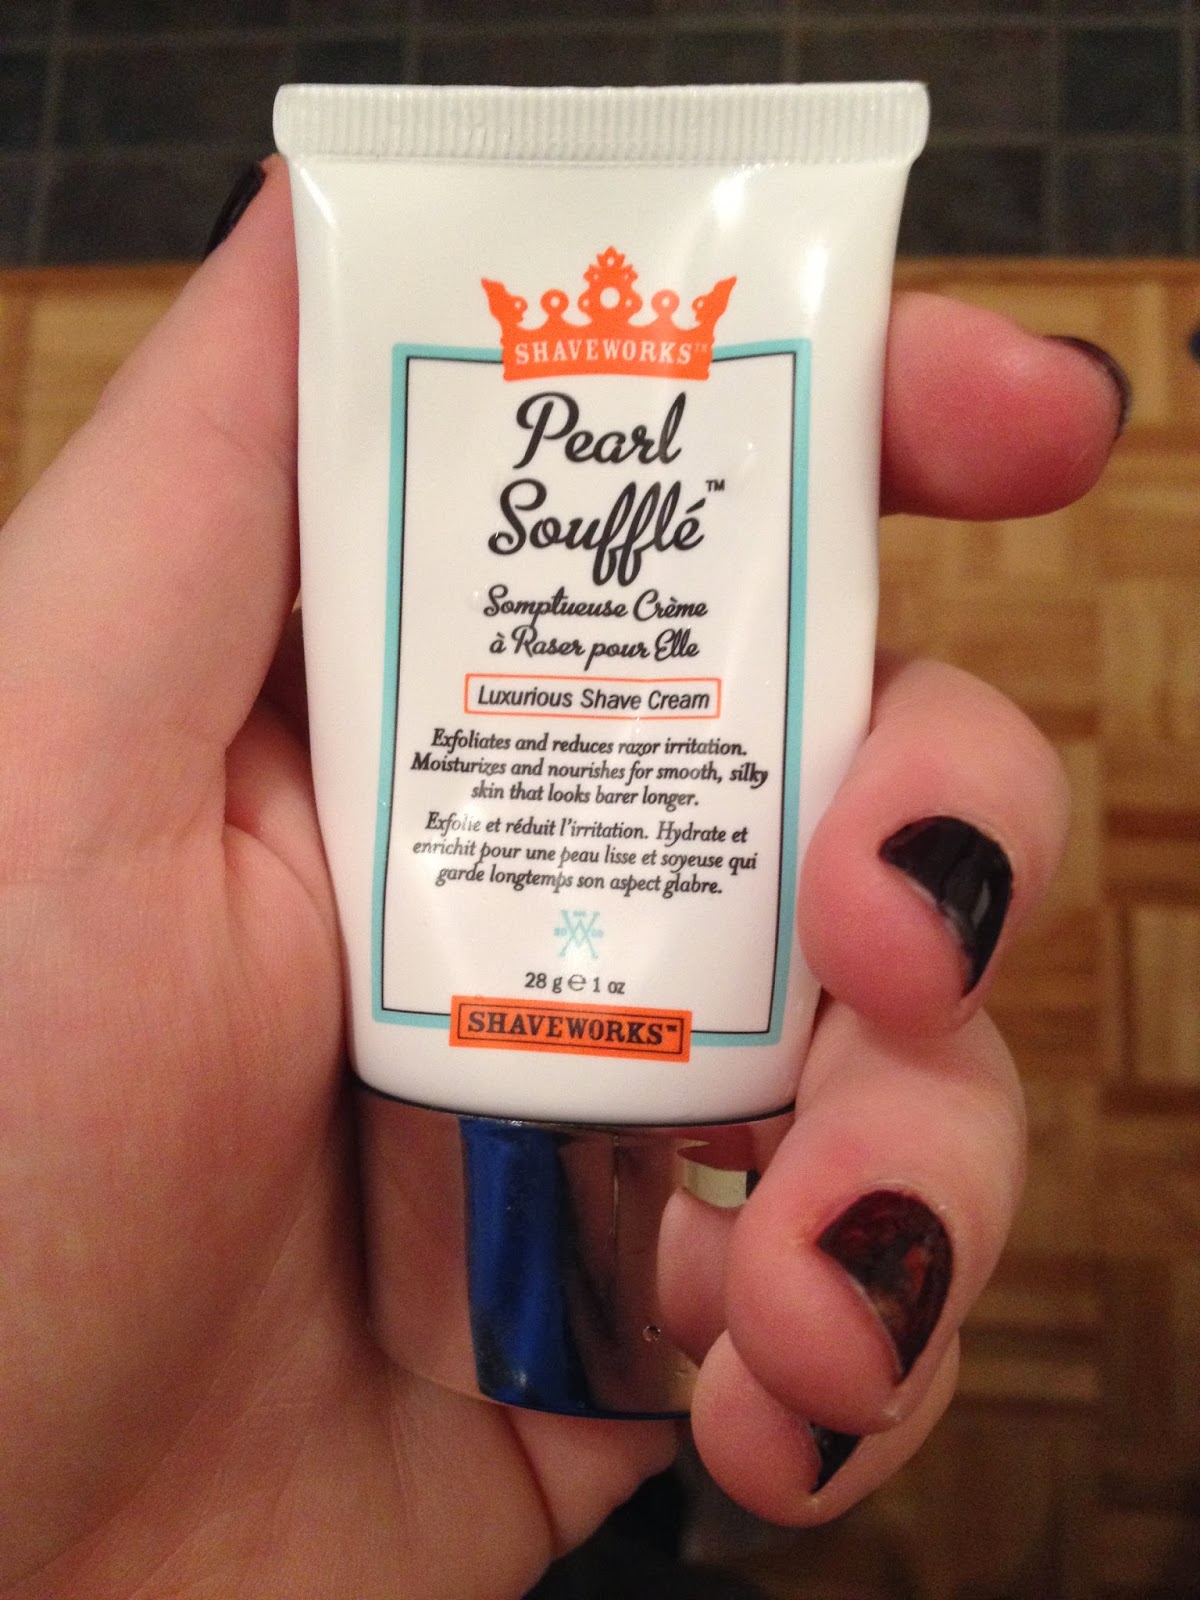 SHAVEWORKS™
Pearl
Soufflé™
Somptueuse Crème
à Raser pour Elle
Luxurious Shave Cream
Exfoliates and reduces razor irritation.
Moisturizes and nourishes for smooth, silky
skin that looks barer longer.
Exfolie et réduit l'irritation. Hydrate et
enrichit pour une peau lisse et soyeuse qui
garde longtemps son aspect glabre.
28 g ℮ 1 oz
SHAVEWORKS™